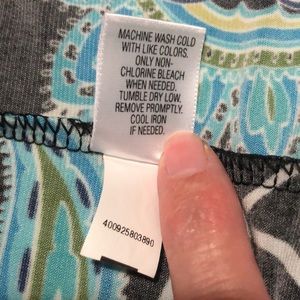 MACHINE WASH COLD
WITH LIKE COLORS.
ONLY NON-
CHLORINE BLEACH
WHEN NEEDED.
TUMBLE DRY LOW.
REMOVE PROMPTLY.
COOL IRON
IF NEEDED.
400925803890